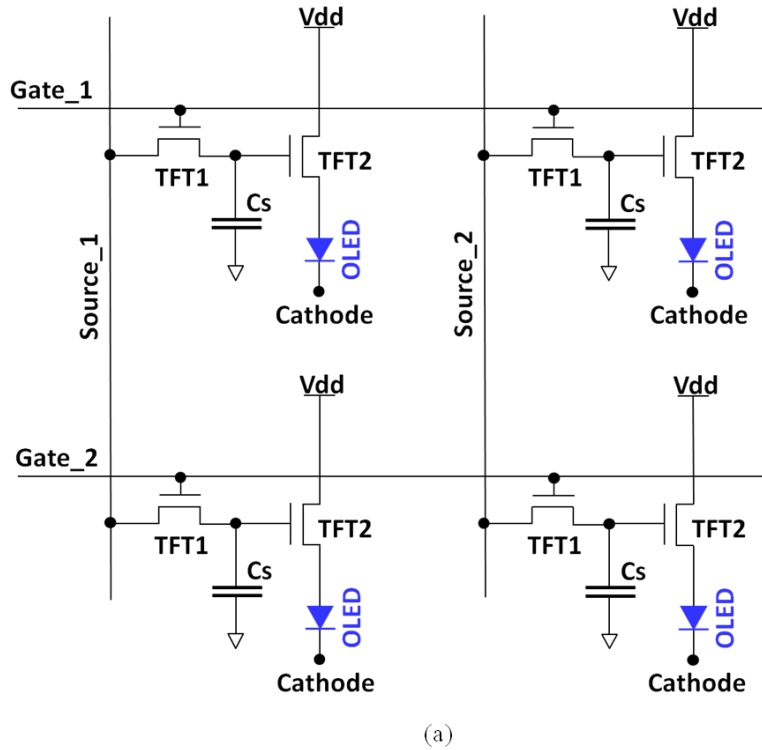 Vdd Vdd
Gate_1
TFT1 TFT2 TFT1 TFT2
Cs Cs
Source_1 OLED Source_2 OLED
Cathode Cathode
Vdd Vdd
Gate_2
TFT1 TFT2 TFT1 TFT2
Cs Cs
OLED OLED
Cathode Cathode
(a)